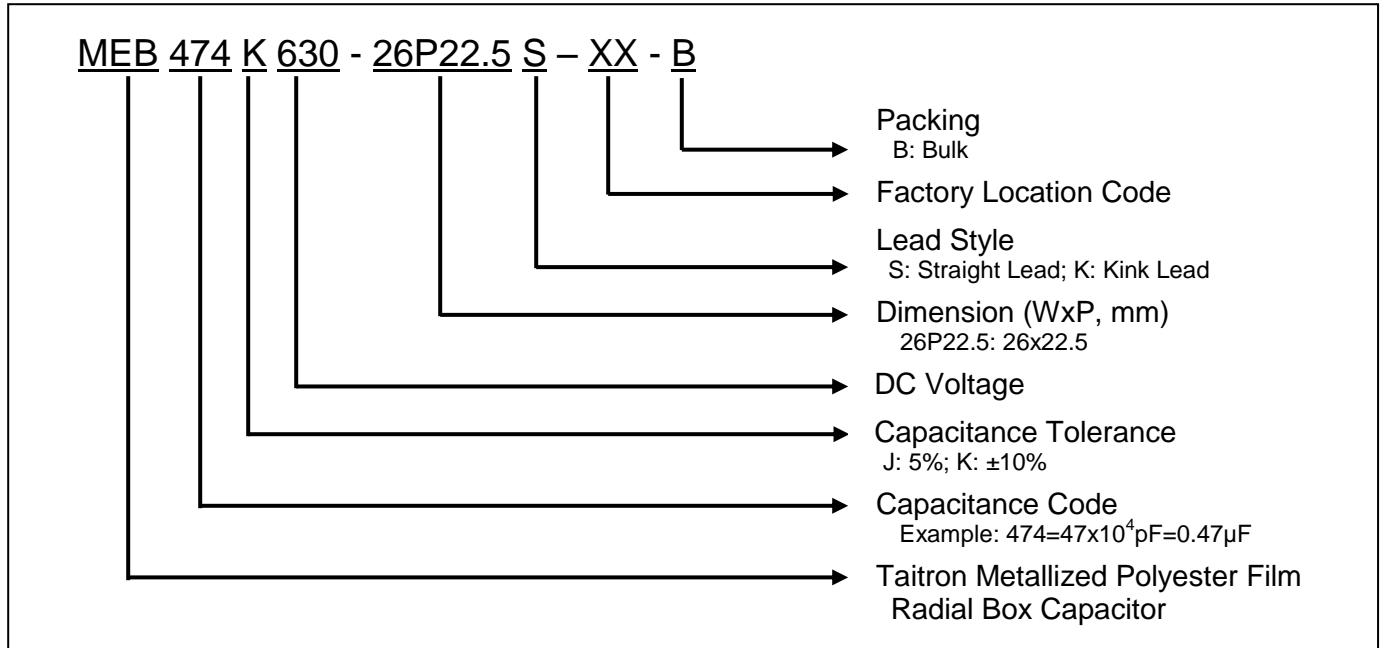 MEB 474 K 630 - 26P22.5 S – XX - B
Packing
B: Bulk
Factory Location Code
Lead Style
S: Straight Lead; K: Kink Lead
Dimension (WxP, mm)
26P22.5: 26x22.5
DC Voltage
Capacitance Tolerance
J: 5%; K: ±10%
Capacitance Code
Example: 474=47x10⁴pF=0.47µF
Taitron Metallized Polyester Film
Radial Box Capacitor